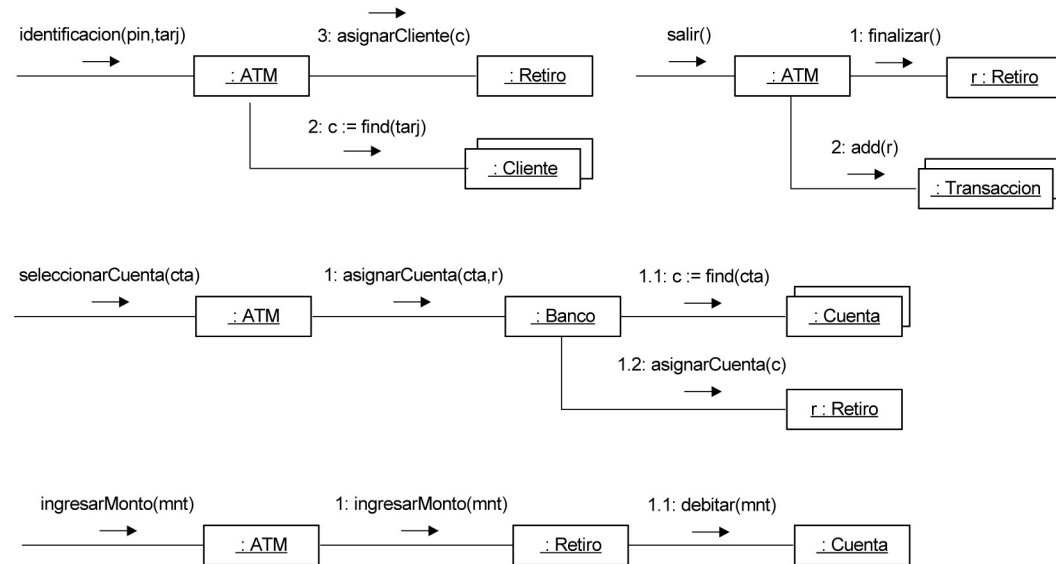 identificacion(pin,tarj)
3: asignarCliente(c)
: ATM
: Retiro
2: c := find(tarj)
: Cliente
salir()
1: finalizar()
: ATM
r : Retiro
2: add(r)
: Transaccion
seleccionarCuenta(cta)
1: asignarCuenta(cta,r)
1.1: c := find(cta)
: ATM
: Banco
: Cuenta
1.2: asignarCuenta(c)
r : Retiro
ingresarMonto(mnt)
1: ingresarMonto(mnt)
1.1: debitar(mnt)
: ATM
: Retiro
: Cuenta